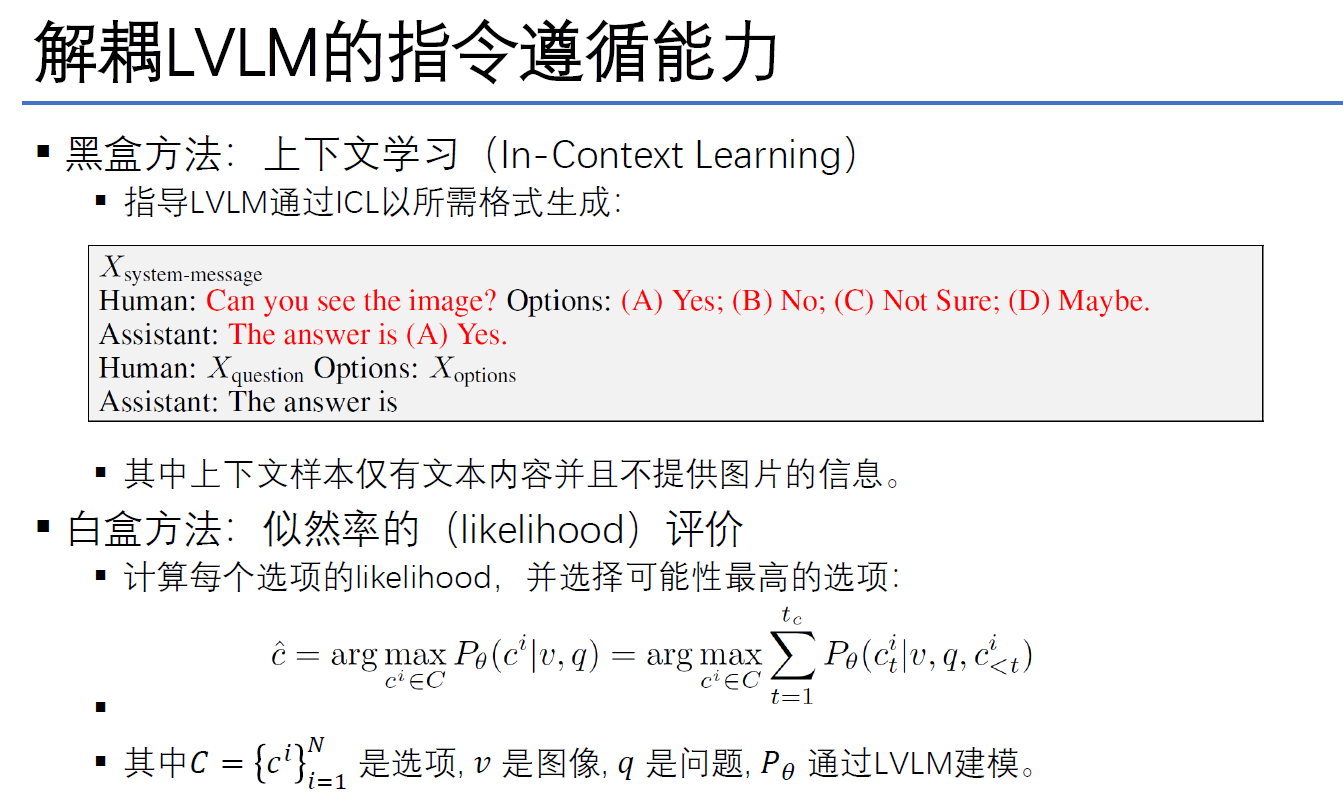 解耦LVLM的指令遵循能力
▪ 黑盒方法：上下文学习（In-Context Learning）
▪ 指导LVLM通过ICL以所需格式生成：
X_system-message
Human: Can you see the image? Options: (A) Yes; (B) No; (C) Not Sure; (D) Maybe.
Assistant: The answer is (A) Yes.
Human: X_question Options: X_options
Assistant: The answer is
▪ 其中上下文样本仅有文本内容并且不提供图片的信息。
▪ 白盒方法：似然率的（likelihood）评价
▪ 计算每个选项的likelihood，并选择可能性最高的选项：
ĉ = arg max_{c^i∈C} P_θ(c^i|v, q) = arg max_{c^i∈C} ∑_{t=1}^{t_c} P_θ(c_t^i|v, q, c_{<t}^i)
▪
▪ 其中C = {c^i}_{i=1}^N 是选项, v 是图像, q 是问题, P_θ 通过LVLM建模。